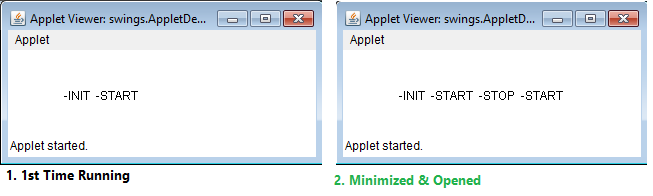 Applet Viewer: swings.AppletDe...
Applet
-INIT -START
Applet started.
1. 1st Time Running
Applet Viewer: swings.AppletD...
Applet
-INIT -START -STOP -START
Applet started.
2. Minimized & Opened